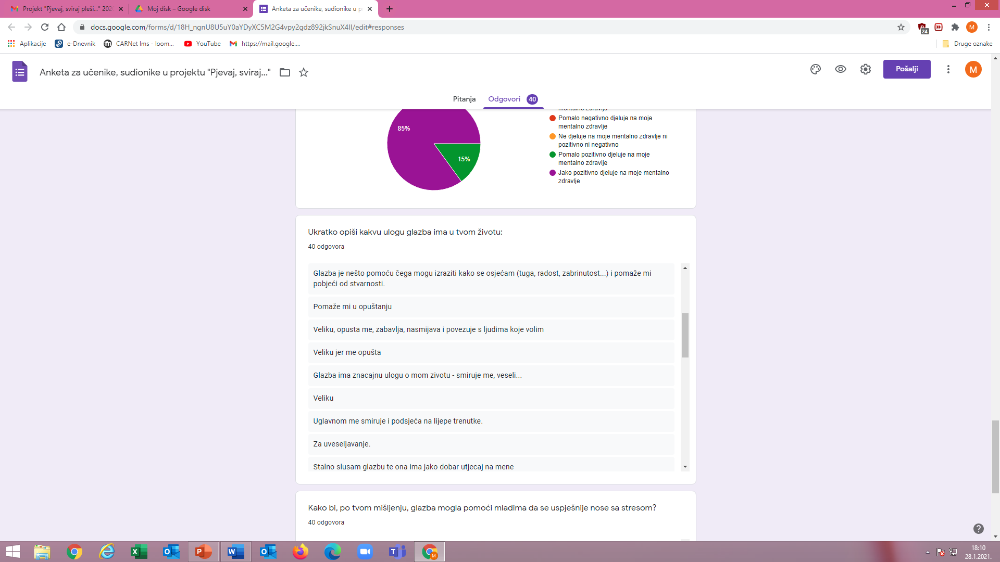 Projekt "Pjevaj, sviraj pleši..." 202
Moj disk – Google disk
Anketa za učenike, sudionike u p
docs.google.com/forms/d/18H_ngnU8U5uY0aYDyXC5M2G4vpy2gdz892jkSnuX4lI/edit#responses
24
M
Aplikacije
e-Dnevnik
CARNet lms - loom...
YouTube
https://mail.google....
Druge oznake
Anketa za učenike, sudionike u projektu "Pjevaj, sviraj..."
Pošalji
M
Pitanja
Odgovori 40
mentalno zdravlje
Pomalo negativno djeluje na moje
mentalno zdravlje
Ne djeluje na moje mentalno zdravlje ni
pozitivno ni negativno
Pomalo pozitivno djeluje na moje
mentalno zdravlje
Jako pozitivno djeluje na moje mentalno
zdravlje
85%
15%
Ukratko opiši kakvu ulogu glazba ima u tvom životu:
40 odgovora
Glazba je nešto pomoću čega mogu izraziti kako se osjećam (tuga, radost, zabrinutost...) i pomaže mi
pobjeći od stvarnosti.
Pomaže mi u opuštanju
Veliku, opusta me, zabavlja, nasmijava i povezuje s ljudima koje volim
Veliku jer me opušta
Glazba ima znacajnu ulogu o mom zivotu - smiruje me, veseli...
Veliku
Uglavnom me smiruje i podsjeća na lijepe trenutke.
Za uveseljavanje.
Stalno slusam glazbu te ona ima jako dobar utjecaj na mene
Kako bi, po tvom mišljenju, glazba mogla pomoći mladima da se uspješnije nose sa stresom?
40 odgovora
18:10
28.1.2021.